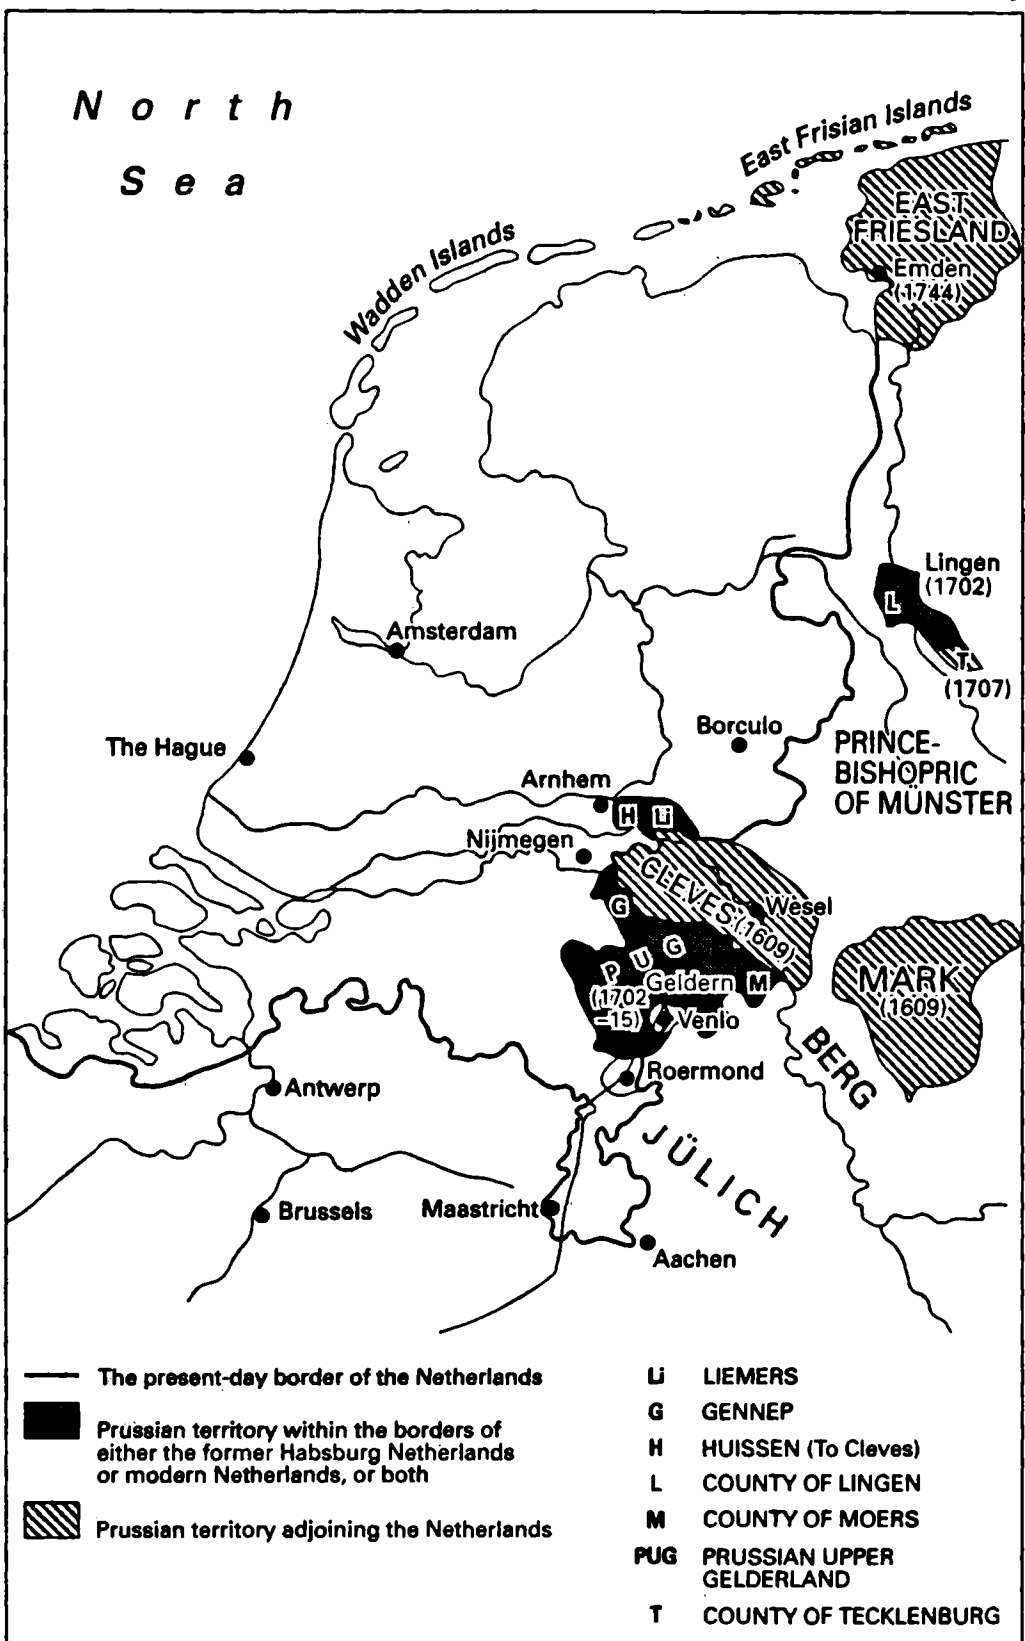 North
Sea
East Frisian Islands
EAST
FRIESLAND
Emden
(1744)
Wadden Islands
Lingen
(1702)
L
T
(1707)
Amsterdam
Borculo
The Hague
PRINCE-
BISHOPRIC
OF MÜNSTER
Arnhem
H Li
Nijmegen
CLEVES (1609)
Wesel
G
P U G
(1702
-15)
Geldern
M
Venlo
MARK
(1609)
BERG
Roermond
Antwerp
JÜLICH
Brussels
Maastricht
Aachen
The present-day border of the Netherlands
Prussian territory within the borders of
either the former Habsburg Netherlands
or modern Netherlands, or both
Prussian territory adjoining the Netherlands
Li LIEMERS
G GENNEP
H HUISSEN (To Cleves)
L COUNTY OF LINGEN
M COUNTY OF MOERS
PUG PRUSSIAN UPPER
GELDERLAND
T COUNTY OF TECKLENBURG